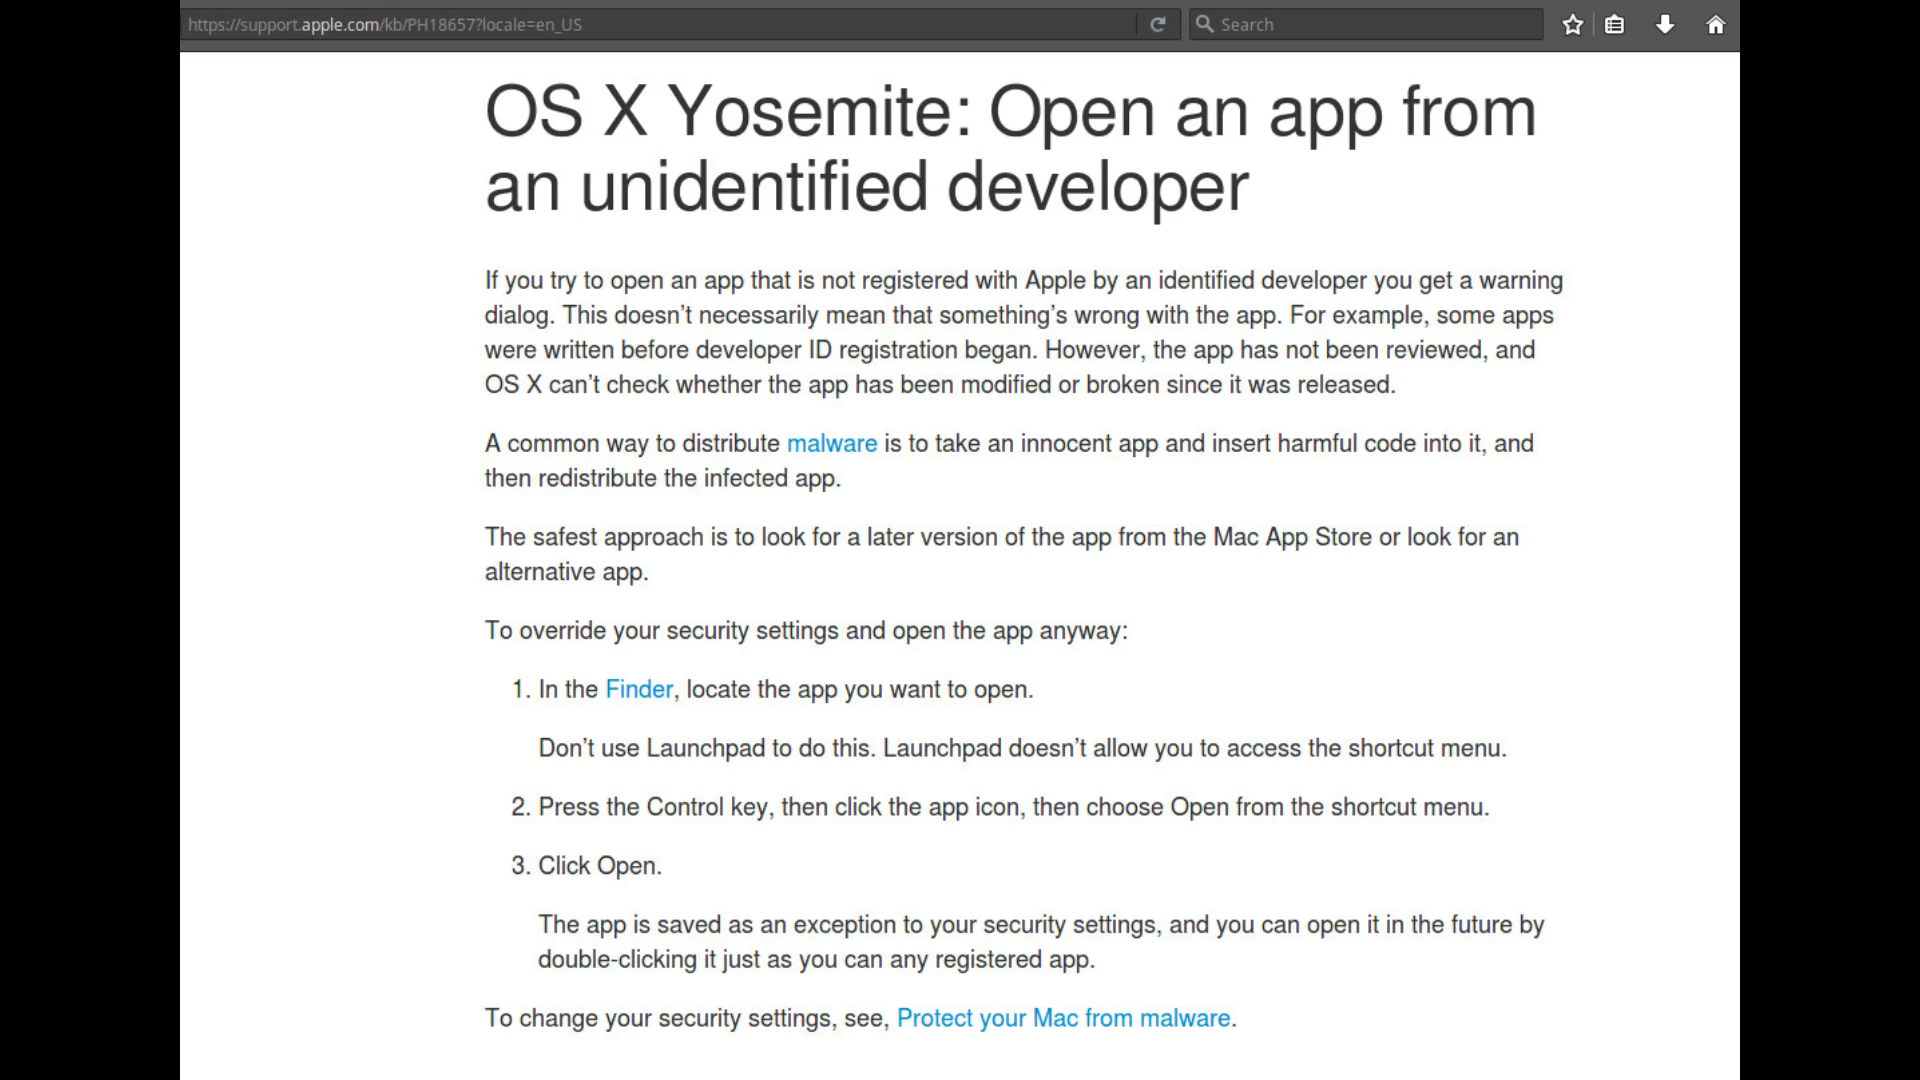 https://support.apple.com/kb/PH18657?locale=en_US
Search
OS X Yosemite: Open an app from
an unidentified developer
If you try to open an app that is not registered with Apple by an identified developer you get a warning
dialog. This doesn’t necessarily mean that something’s wrong with the app. For example, some apps
were written before developer ID registration began. However, the app has not been reviewed, and
OS X can’t check whether the app has been modified or broken since it was released.
A common way to distribute malware is to take an innocent app and insert harmful code into it, and
then redistribute the infected app.
The safest approach is to look for a later version of the app from the Mac App Store or look for an
alternative app.
To override your security settings and open the app anyway:
1. In the Finder, locate the app you want to open.
Don’t use Launchpad to do this. Launchpad doesn’t allow you to access the shortcut menu.
2. Press the Control key, then click the app icon, then choose Open from the shortcut menu.
3. Click Open.
The app is saved as an exception to your security settings, and you can open it in the future by
double-clicking it just as you can any registered app.
To change your security settings, see, Protect your Mac from malware.